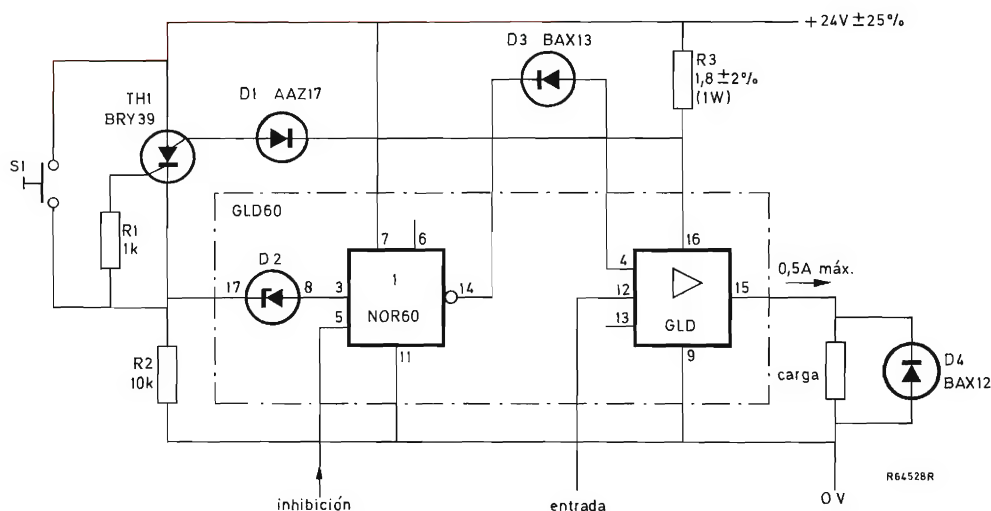 +24V ±25%
D3 BAX13
R3
1,8 ±2%
(1W)
TH1
BRY39
D1 AAZ17
S1
R1
1k
GLD60
7
6
16
D2
17
8
3
1
14
4
0,5A máx.
5
NOR60
12
15
13
GLD
R2
10k
11
9
carga
D4
BAX12
inhibición
entrada
0V
R64528R